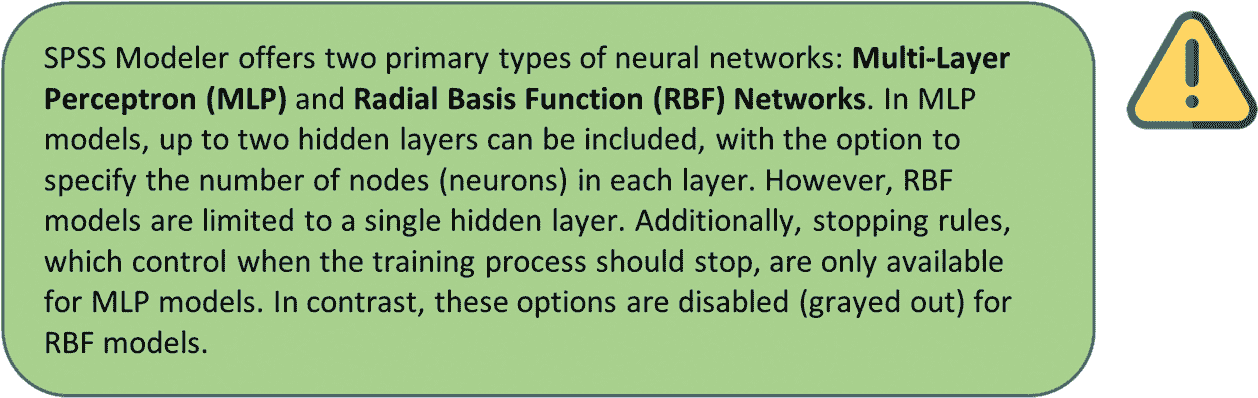 SPSS Modeler offers two primary types of neural networks: Multi-Layer
Perceptron (MLP) and Radial Basis Function (RBF) Networks. In MLP
models, up to two hidden layers can be included, with the option to
specify the number of nodes (neurons) in each layer. However, RBF
models are limited to a single hidden layer. Additionally, stopping rules,
which control when the training process should stop, are only available
for MLP models. In contrast, these options are disabled (grayed out) for
RBF models.